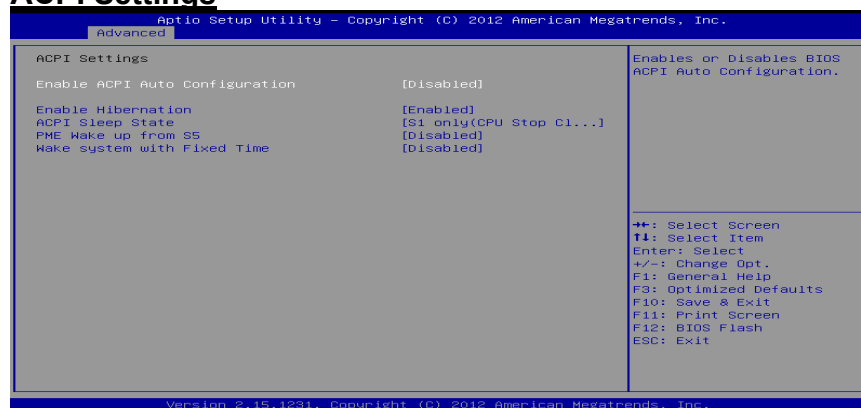 ACPI Settings
Aptio Setup Utility – Copyright (C) 2012 American Megatrends, Inc.
Advanced
ACPI Settings
Enable ACPI Auto Configuration [Disabled]
Enable Hibernation [Enabled]
ACPI Sleep State [S1 only(CPU Stop Cl...]
PME Wake up from S5 [Disabled]
Wake system with Fixed Time [Disabled]
Enables or Disables BIOS
ACPI Auto Configuration.
→←: Select Screen
↑↓: Select Item
Enter: Select
+/-: Change Opt.
F1: General Help
F3: Optimized Defaults
F10: Save & Exit
F11: Print Screen
F12: BIOS Flash
ESC: Exit
Version 2.15.1231. Copyright (C) 2012 American Megatrends, Inc.